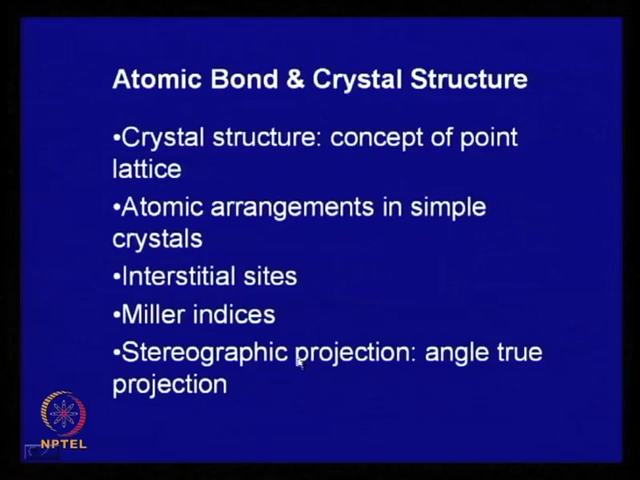 Atomic Bond & Crystal Structure
•Crystal structure: concept of point
lattice
•Atomic arrangements in simple
crystals
•Interstitial sites
•Miller indices
•Stereographic projection: angle true
projection
NPTEL